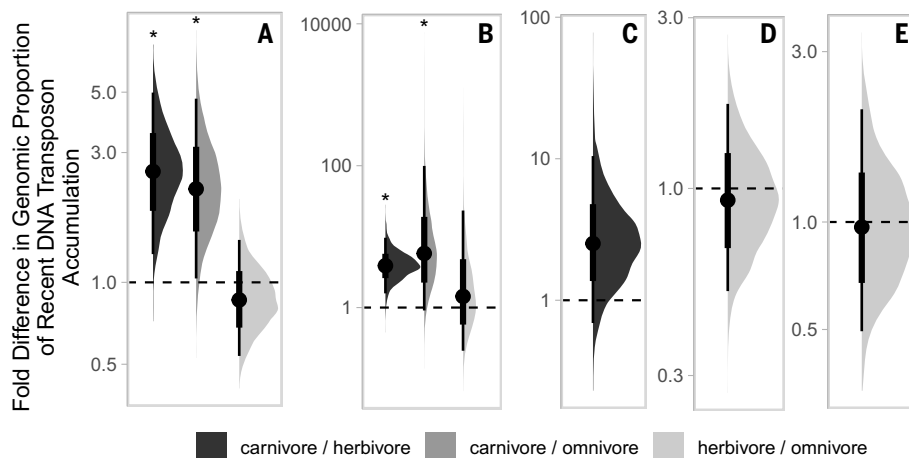 Fold Difference in Genomic Proportion
of Recent DNA Transposon
Accumulation
A
* *
5.0
3.0
1.0
0.5
B
* *
10000
100
1
C
100
10
1
D
3.0
1.0
0.3
E
3.0
1.0
0.5
carnivore / herbivore carnivore / omnivore herbivore / omnivore